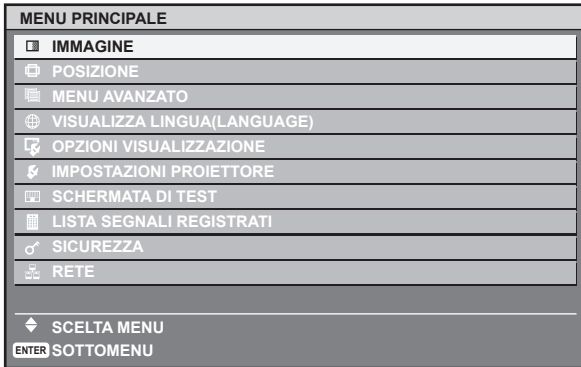 MENU PRINCIPALE
IMMAGINE
POSIZIONE
MENU AVANZATO
VISUALIZZA LINGUA(LANGUAGE)
OPZIONI VISUALIZZAZIONE
IMPOSTAZIONI PROIETTORE
SCHERMATA DI TEST
LISTA SEGNALI REGISTRATI
SICUREZZA
RETE
SCELTA MENU
ENTER SOTTOMENU